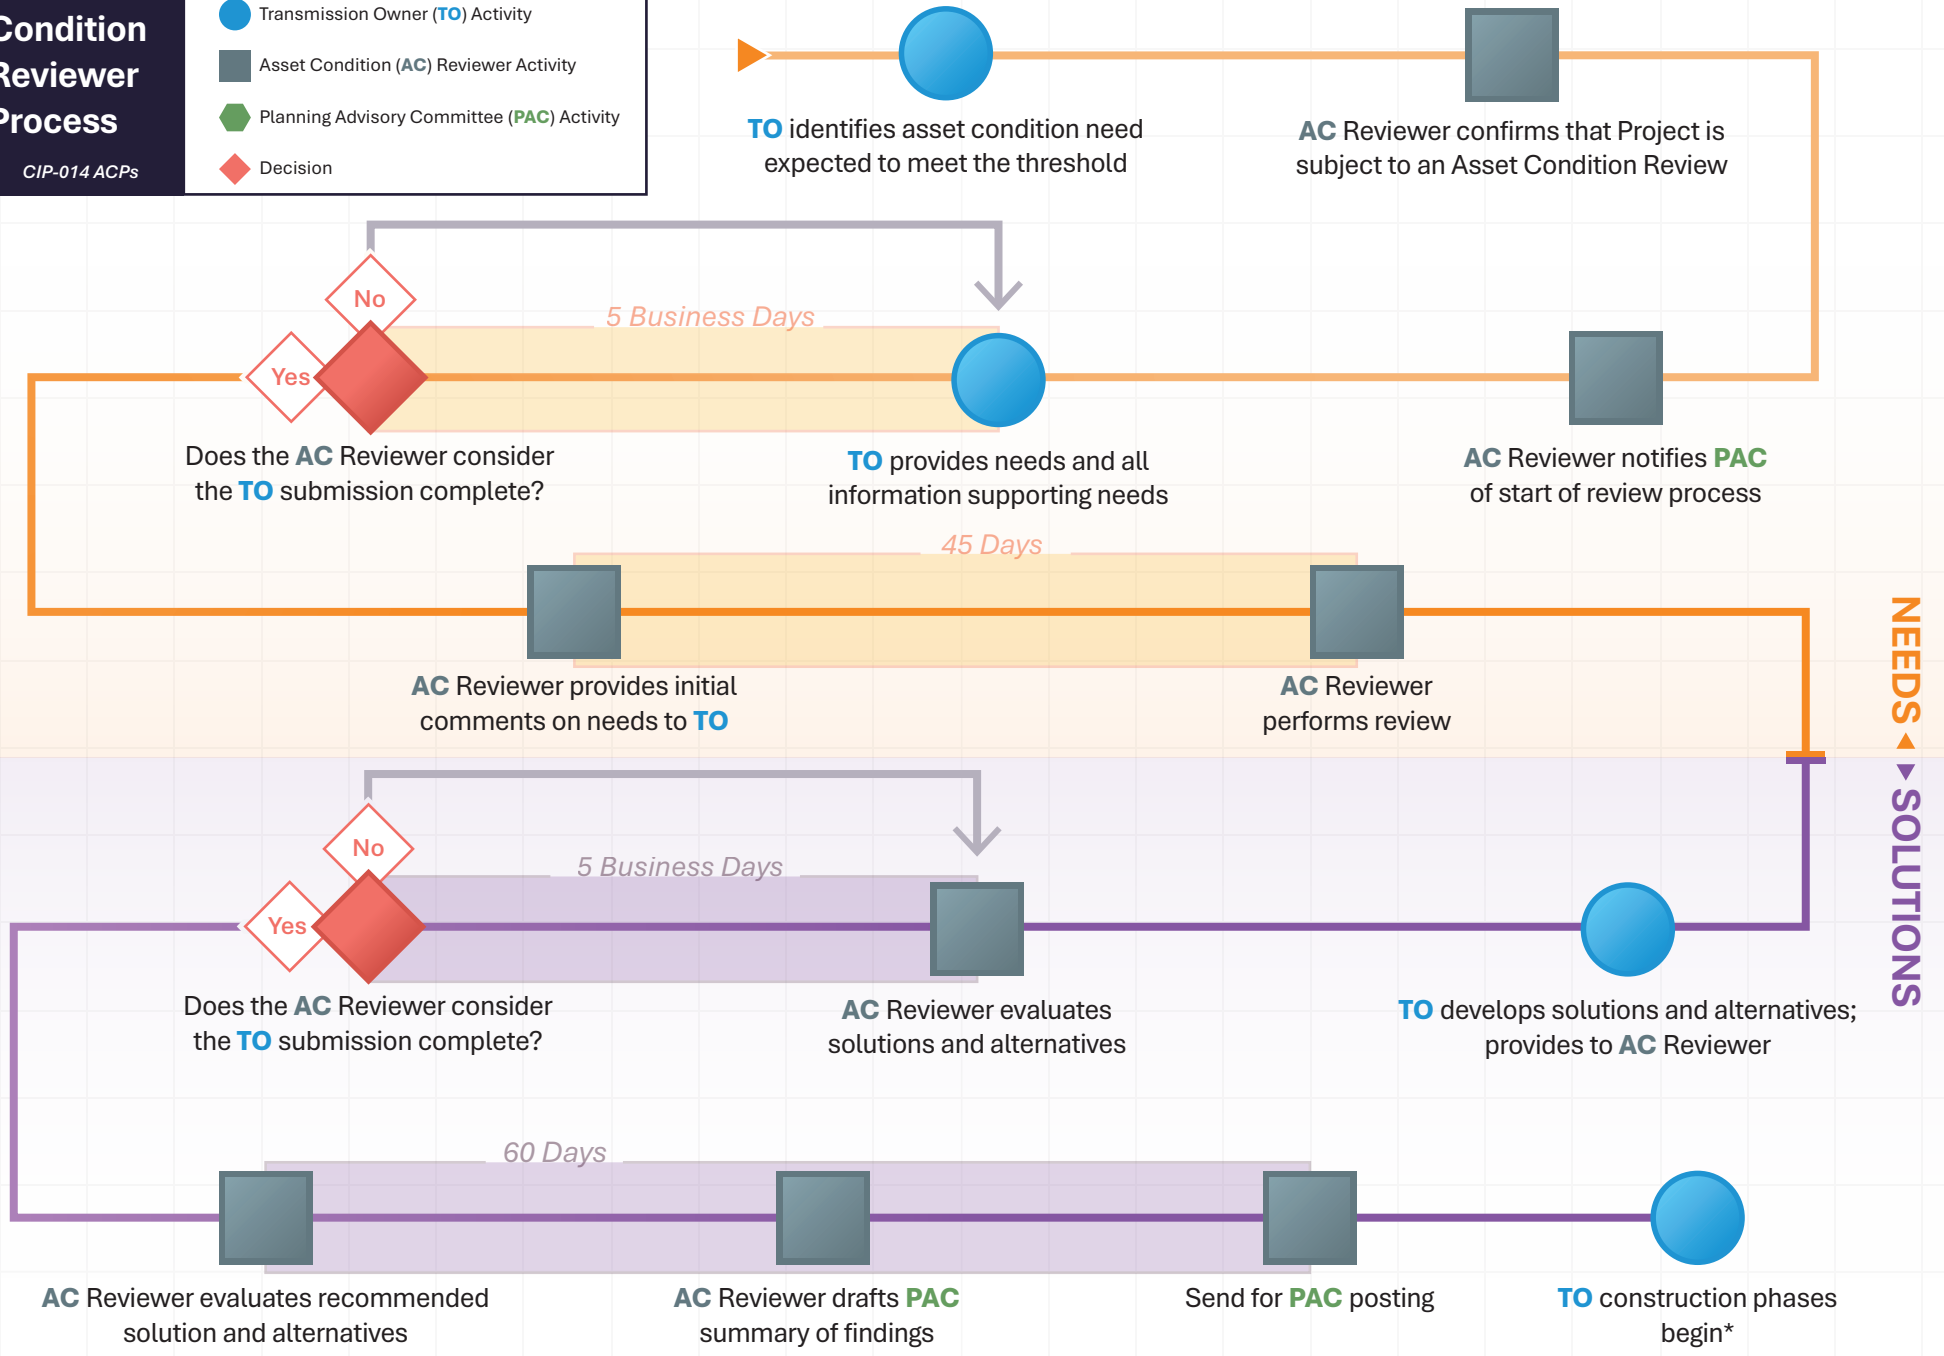 Condition
Reviewer
Process
CIP-014 ACPs
Transmission Owner (TO) Activity
Asset Condition (AC) Reviewer Activity
Planning Advisory Committee (PAC) Activity
Decision
TO identifies asset condition need
expected to meet the threshold
AC Reviewer confirms that Project is
subject to an Asset Condition Review
No
Yes
5 Business Days
Does the AC Reviewer consider
the TO submission complete?
TO provides needs and all
information supporting needs
AC Reviewer notifies PAC
of start of review process
45 Days
AC Reviewer provides initial
comments on needs to TO
AC Reviewer
performs review
NEEDS
SOLUTIONS
No
Yes
5 Business Days
Does the AC Reviewer consider
the TO submission complete?
AC Reviewer evaluates
solutions and alternatives
TO develops solutions and alternatives;
provides to AC Reviewer
60 Days
AC Reviewer evaluates recommended
solution and alternatives
AC Reviewer drafts PAC
summary of findings
Send for PAC posting
TO construction phases
begin*